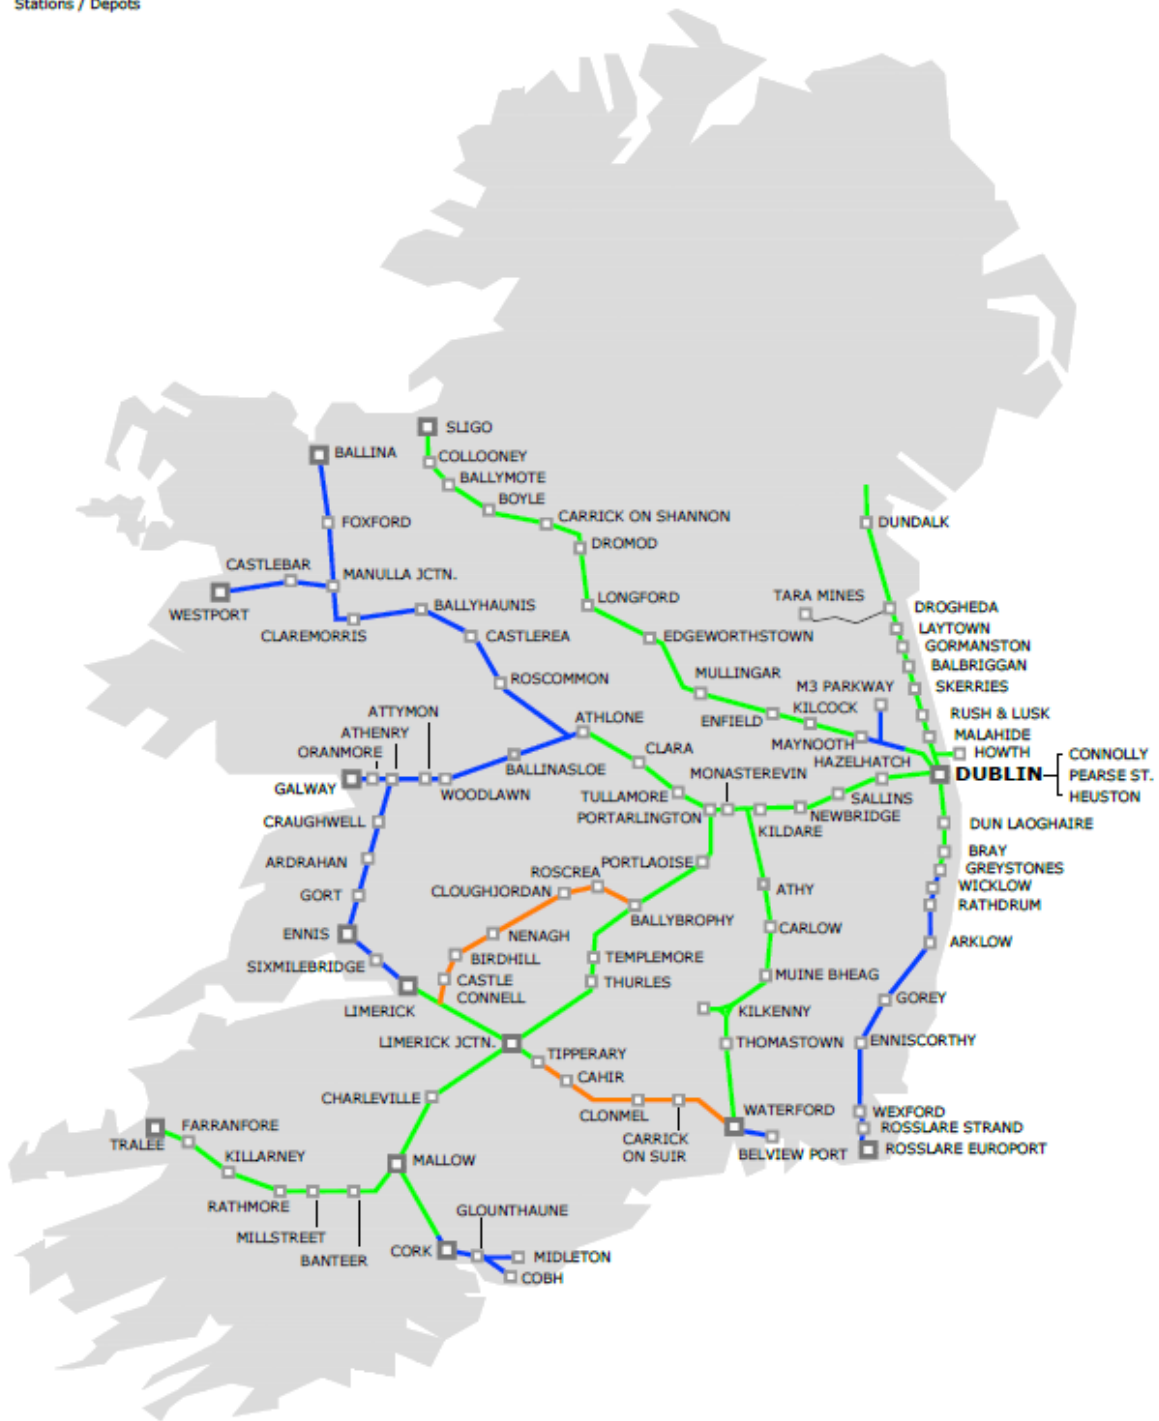 Stations / Depots
SLIGO
BALLINA
COLLOONEY
BALLYMOTE
BOYLE
CARRICK ON SHANNON
FOXFORD
DUNDALK
DROMOD
CASTLEBAR
MANULLA JCTN.
WESTPORT
LONGFORD
TARA MINES
DROGHEDA
BALLYHAUNIS
LAYTOWN
CLAREMORRIS
CASTLEREA
EDGEWORTHSTOWN
GORMANSTON
BALBRIGGAN
ROSCOMMON
MULLINGAR
M3 PARKWAY
SKERRIES
KILCOCK
ATTYMON
ATHLONE
ENFIELD
RUSH & LUSK
ATHENRY
MALAHIDE
ORANMORE
CLARA
MAYNOOTH
HOWTH
CONNOLLY
HAZELHATCH
BALLINASLOE
MONASTEREVIN
DUBLIN
PEARSE ST.
GALWAY
WOODLAWN
TULLAMORE
SALLINS
HEUSTON
PORTARLINGTON
NEWBRIDGE
CRAUGHWELL
KILDARE
DUN LAOGHAIRE
BRAY
ARDRAHAN
PORTLAOISE
GREYSTONES
ROSCREA
CLOUGHJORDAN
ATHY
WICKLOW
GORT
RATHDRUM
BALLYBROPHY
ENNIS
NENAGH
CARLOW
ARKLOW
BIRDHILL
TEMPLEMORE
SIXMILEBRIDGE
CASTLE
CONNELL
THURLES
MUINE BHEAG
GOREY
LIMERICK
KILKENNY
LIMERICK JCTN.
THOMASTOWN
ENNISCORTHY
TIPPERARY
CAHIR
CHARLEVILLE
CLONMEL
WATERFORD
WEXFORD
FARRANFORE
ROSSLARE STRAND
TRALEE
CARRICK
ON SUIR
BELVIEW PORT
ROSSLARE EUROPORT
KILLARNEY
MALLOW
RATHMORE
GLOUNTHAUNE
MILLSTREET
CORK
MIDLETON
BANTEER
COBH